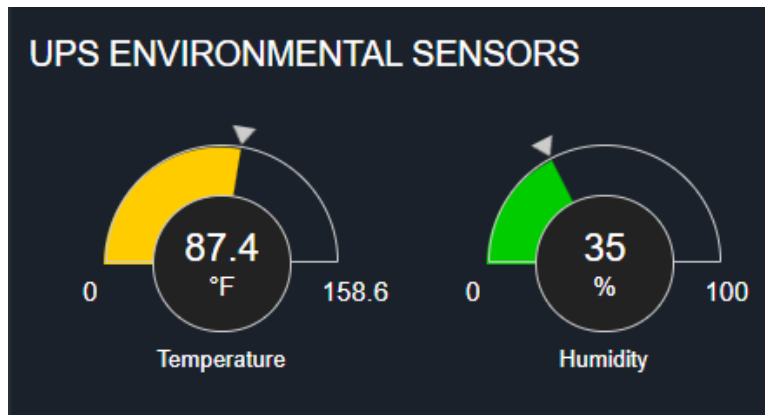 UPS ENVIRONMENTAL SENSORS
87.4
°F
0
158.6
Temperature
35
%
0
100
Humidity